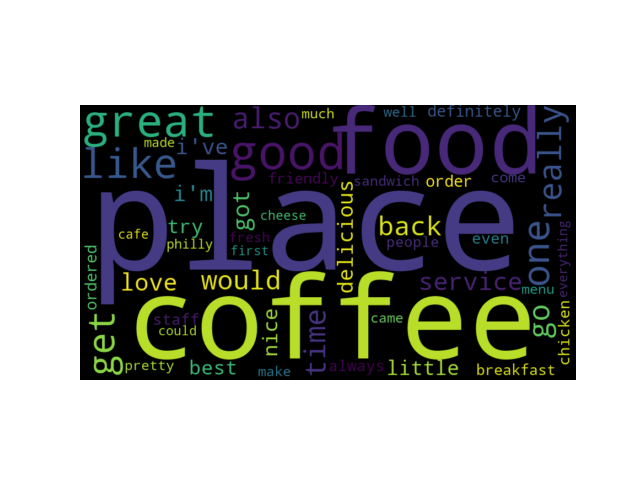 great
also
much
food
well
definitely
really
made
i've
like
good
friendly
sandwich
order
come
place
i'm
got
cheese
delicious
back
one
try
cafe
philly
fresh
first
people
even
everything
ordered
love
would
service
menu
coffee
get
staff
could
nice
time
came
go
chicken
pretty
best
make
always
little
breakfast